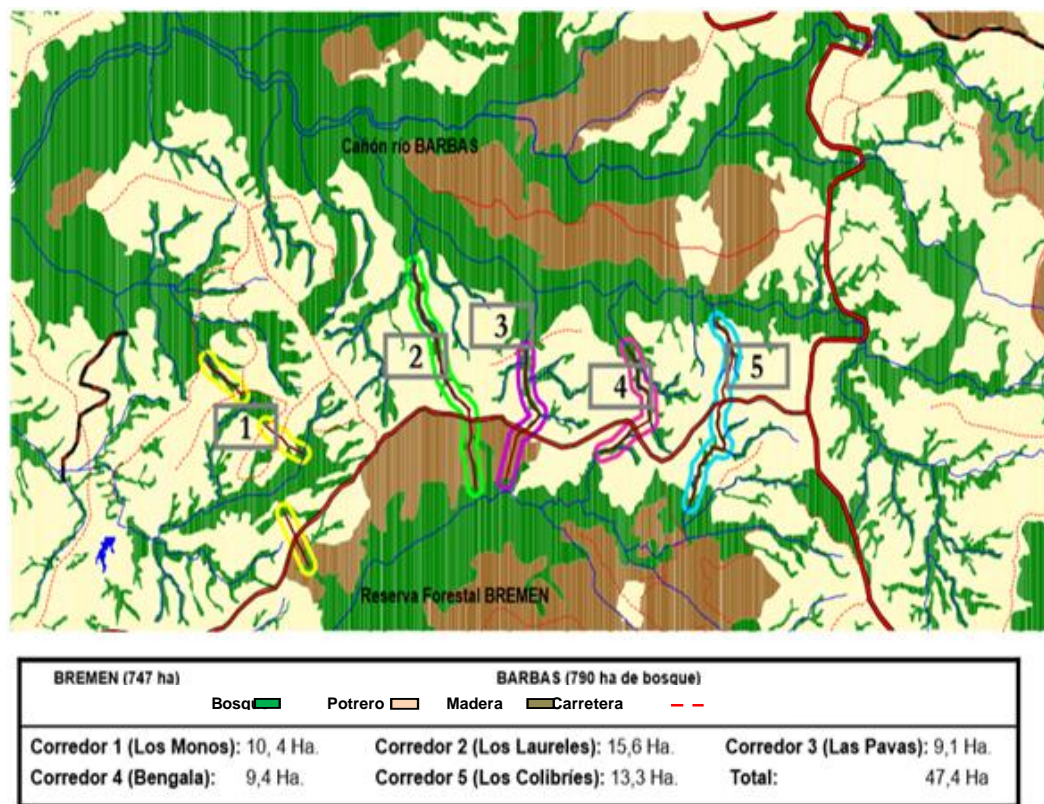 Cañón río BARBAS
3
2
5
4
1
Reserva Forestal BREMEN
BREMEN (747 ha) BARBAS (790 ha de bosque)
Bosqu Potrero Madera Carretera
Corredor 1 (Los Monos): 10, 4 Ha. Corredor 2 (Los Laureles): 15,6 Ha. Corredor 3 (Las Pavas): 9,1 Ha.
Corredor 4 (Bengala): 9,4 Ha. Corredor 5 (Los Colibríes): 13,3 Ha. Total: 47,4 Ha